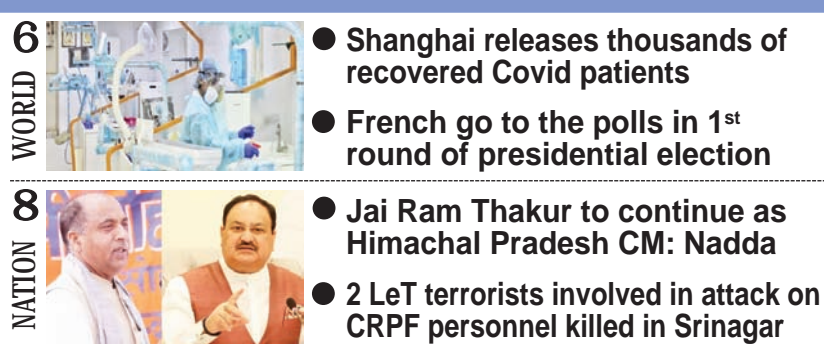 6
WORLD
● Shanghai releases thousands of
recovered Covid patients
● French go to the polls in 1st
round of presidential election
8
NATION
● Jai Ram Thakur to continue as
Himachal Pradesh CM: Nadda
● 2 LeT terrorists involved in attack on
CRPF personnel killed in Srinagar